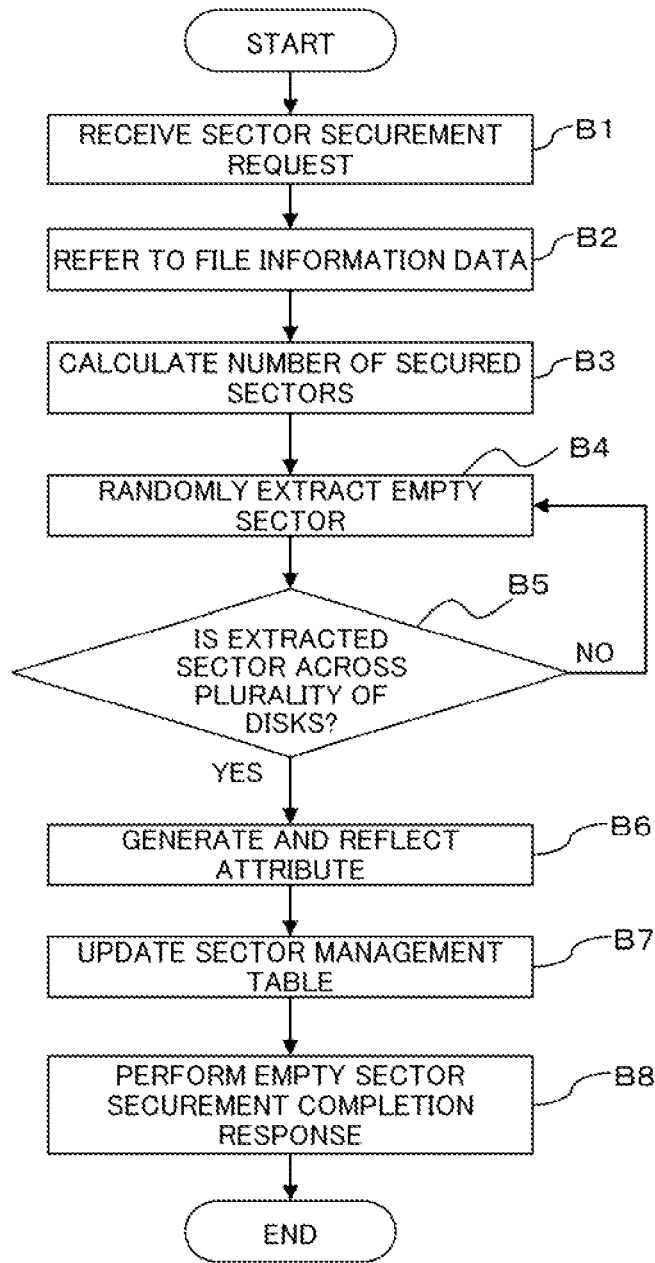 START
RECEIVE SECTOR SECUREMENT
REQUEST
B1
REFER TO FILE INFORMATION DATA
B2
CALCULATE NUMBER OF SECURED
SECTORS
B3
RANDOMLY EXTRACT EMPTY
SECTOR
B4
IS EXTRACTED
SECTOR ACROSS
PLURALITY OF
DISKS?
B5
NO
YES
GENERATE AND REFLECT
ATTRIBUTE
B6
UPDATE SECTOR MANAGEMENT
TABLE
B7
PERFORM EMPTY SECTOR
SECUREMENT COMPLETION
RESPONSE
B8
END